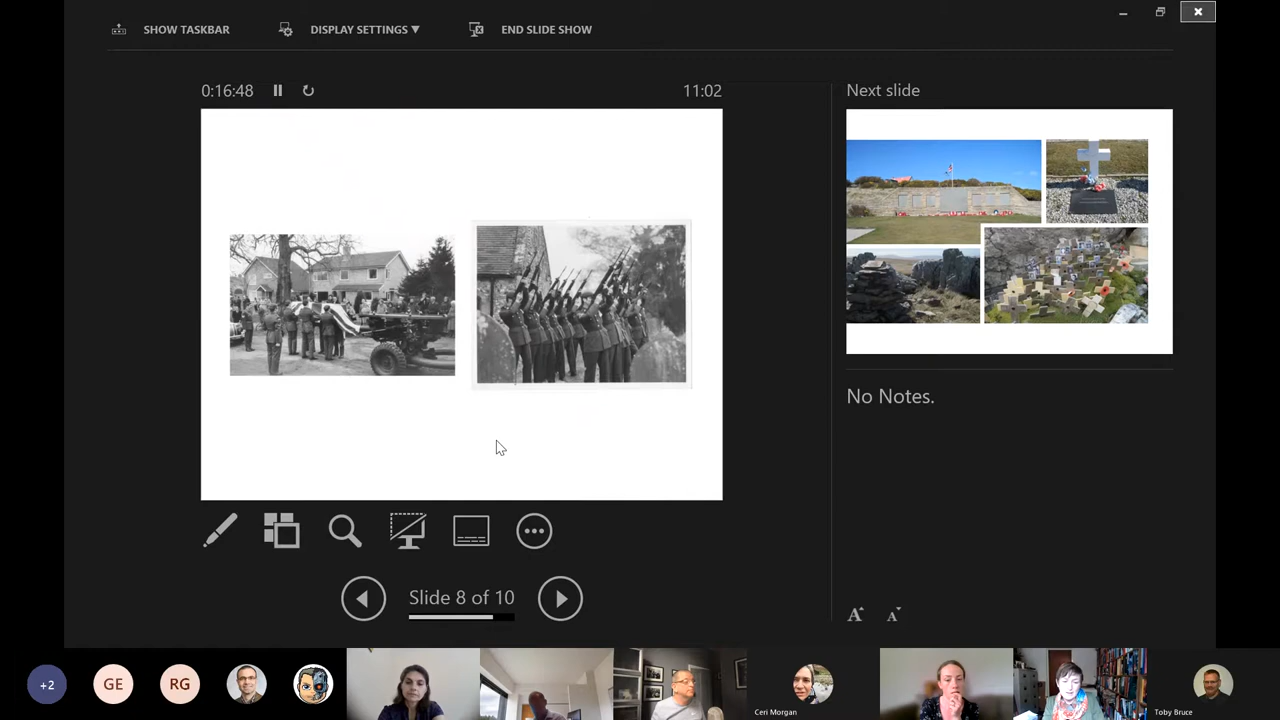 SHOW TASKBAR
DISPLAY SETTINGS ▼
END SLIDE SHOW
0:16:48
11:02
Next slide
No Notes.
Slide 8 of 10
A A
+2
GE
RG
Ceri Morgan
Toby Bruce